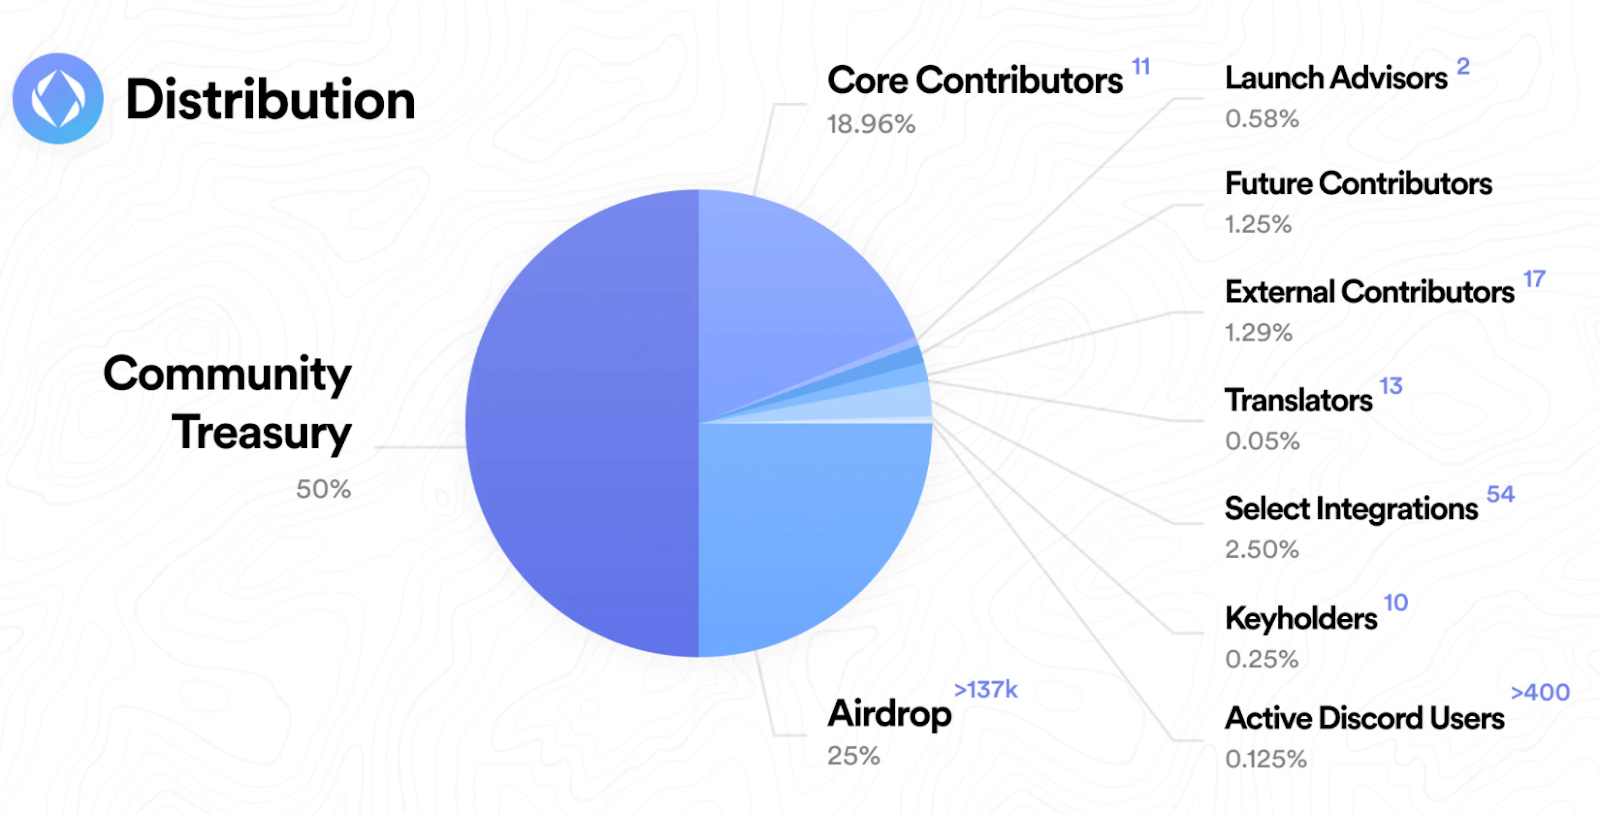 Distribution
Community
Treasury
50%
Core Contributors 11
18.96%
Airdrop >137k
25%
Launch Advisors 2
0.58%
Future Contributors
1.25%
External Contributors 17
1.29%
Translators 13
0.05%
Select Integrations 54
2.50%
Keyholders 10
0.25%
Active Discord Users >400
0.125%